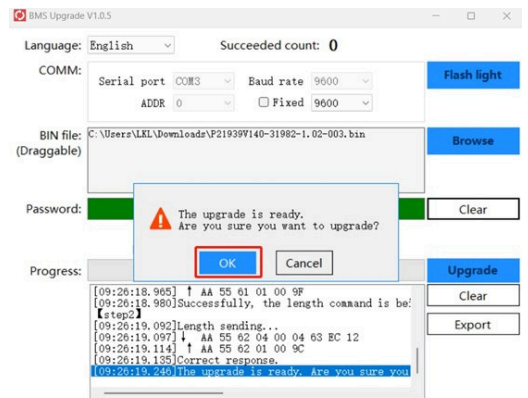 BMS Upgrade V1.0.5
Language: English Succeeded count: 0
COMM:
Serial port COM3 Baud rate 9600 Flash light
ADDR 0 Fixed 9600
BIN file: C:\Users\LKL\Downloads\P21939V140-31982-1.02-003.bin Browse
(Draggable)
Password: Clear
The upgrade is ready.
Are you sure you want to upgrade?
OK Cancel
Progress: Upgrade
[09:26:18.965] ↑ AA 55 61 01 00 9F
[09:26:18.980]Successfully, the length command is bei
【step2】
[09:26:19.092]Length sending...
[09:26:19.097]↓ AA 55 62 04 00 04 63 EC 12
[09:26:19.114] ↑ AA 55 62 01 00 9C
[09:26:19.135]Correct response.
[09:26:19.246]The upgrade is ready. Are you sure you
Clear
Export